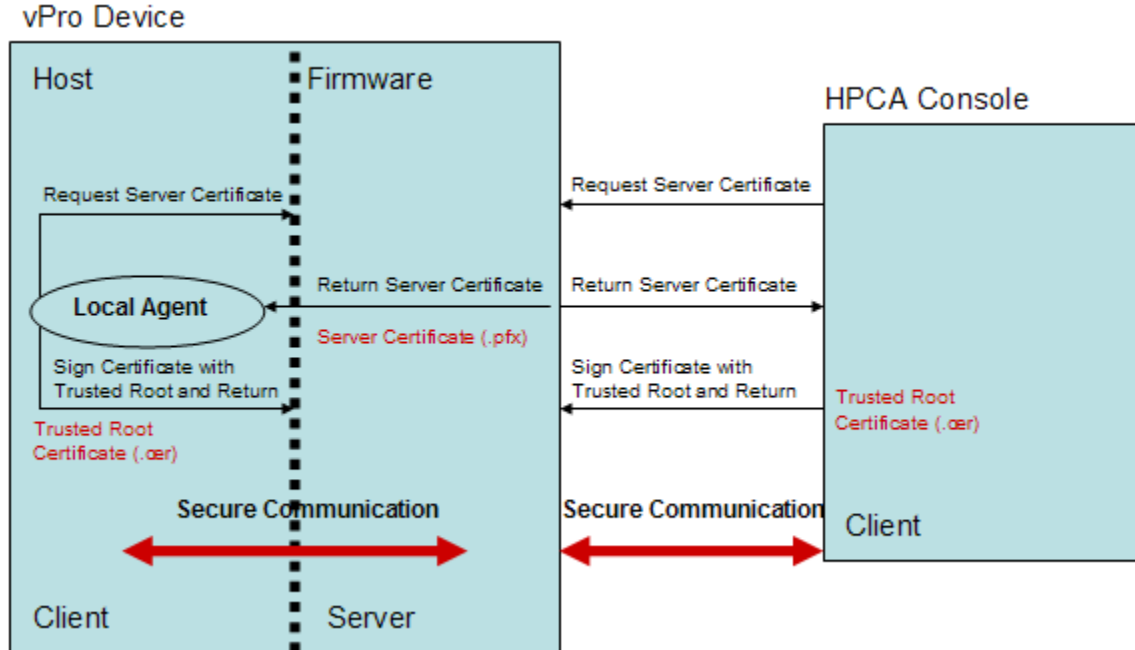 vPro Device
Host
Firmware
HPCA Console
Request Server Certificate
Request Server Certificate
Local Agent
Return Server Certificate
Return Server Certificate
Server Certificate (.pfx)
Sign Certificate with
Trusted Root and Return
Sign Certificate with
Trusted Root and Return
Trusted Root
Certificate (.cer)
Trusted Root
Certificate (.cer)
Secure Communication
Secure Communication
Client
Client
Server